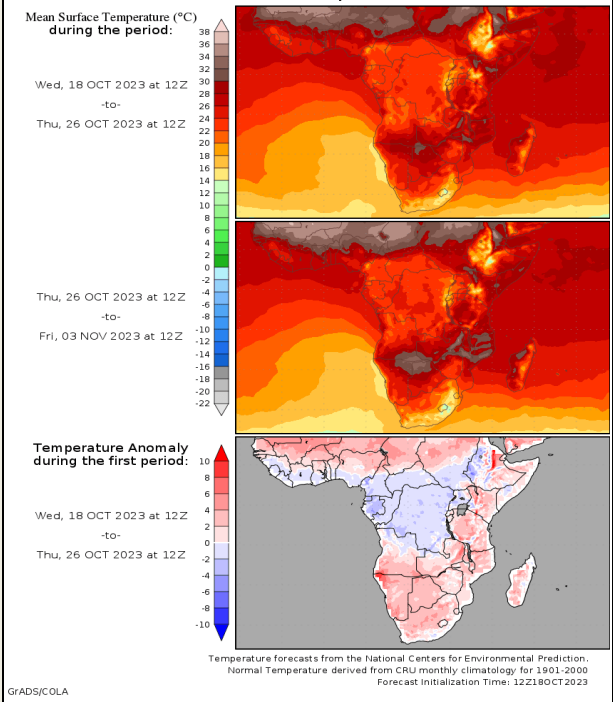 Mean Surface Temperature (°C)
during the period:
38
36
34
32
30
28
26
24
22
20
18
16
14
12
10
8
6
4
2
0
-2
-4
-6
-8
-10
-12
-14
-16
-18
-20
-22
Wed, 18 OCT 2023 at 12Z
-to-
Thu, 26 OCT 2023 at 12Z
Thu, 26 OCT 2023 at 12Z
-to-
Fri, 03 NOV 2023 at 12Z
Temperature Anomaly
during the first period:
10
8
6
4
2
0
-2
-4
-6
-8
-10
Wed, 18 OCT 2023 at 12Z
-to-
Thu, 26 OCT 2023 at 12Z
Temperature forecasts from the National Centers for Environmental Prediction.
Normal Temperature derived from CRU monthly climatology for 1901-2000
Forecast Initialization Time: 12Z18OCT2023
GrADS/COLA